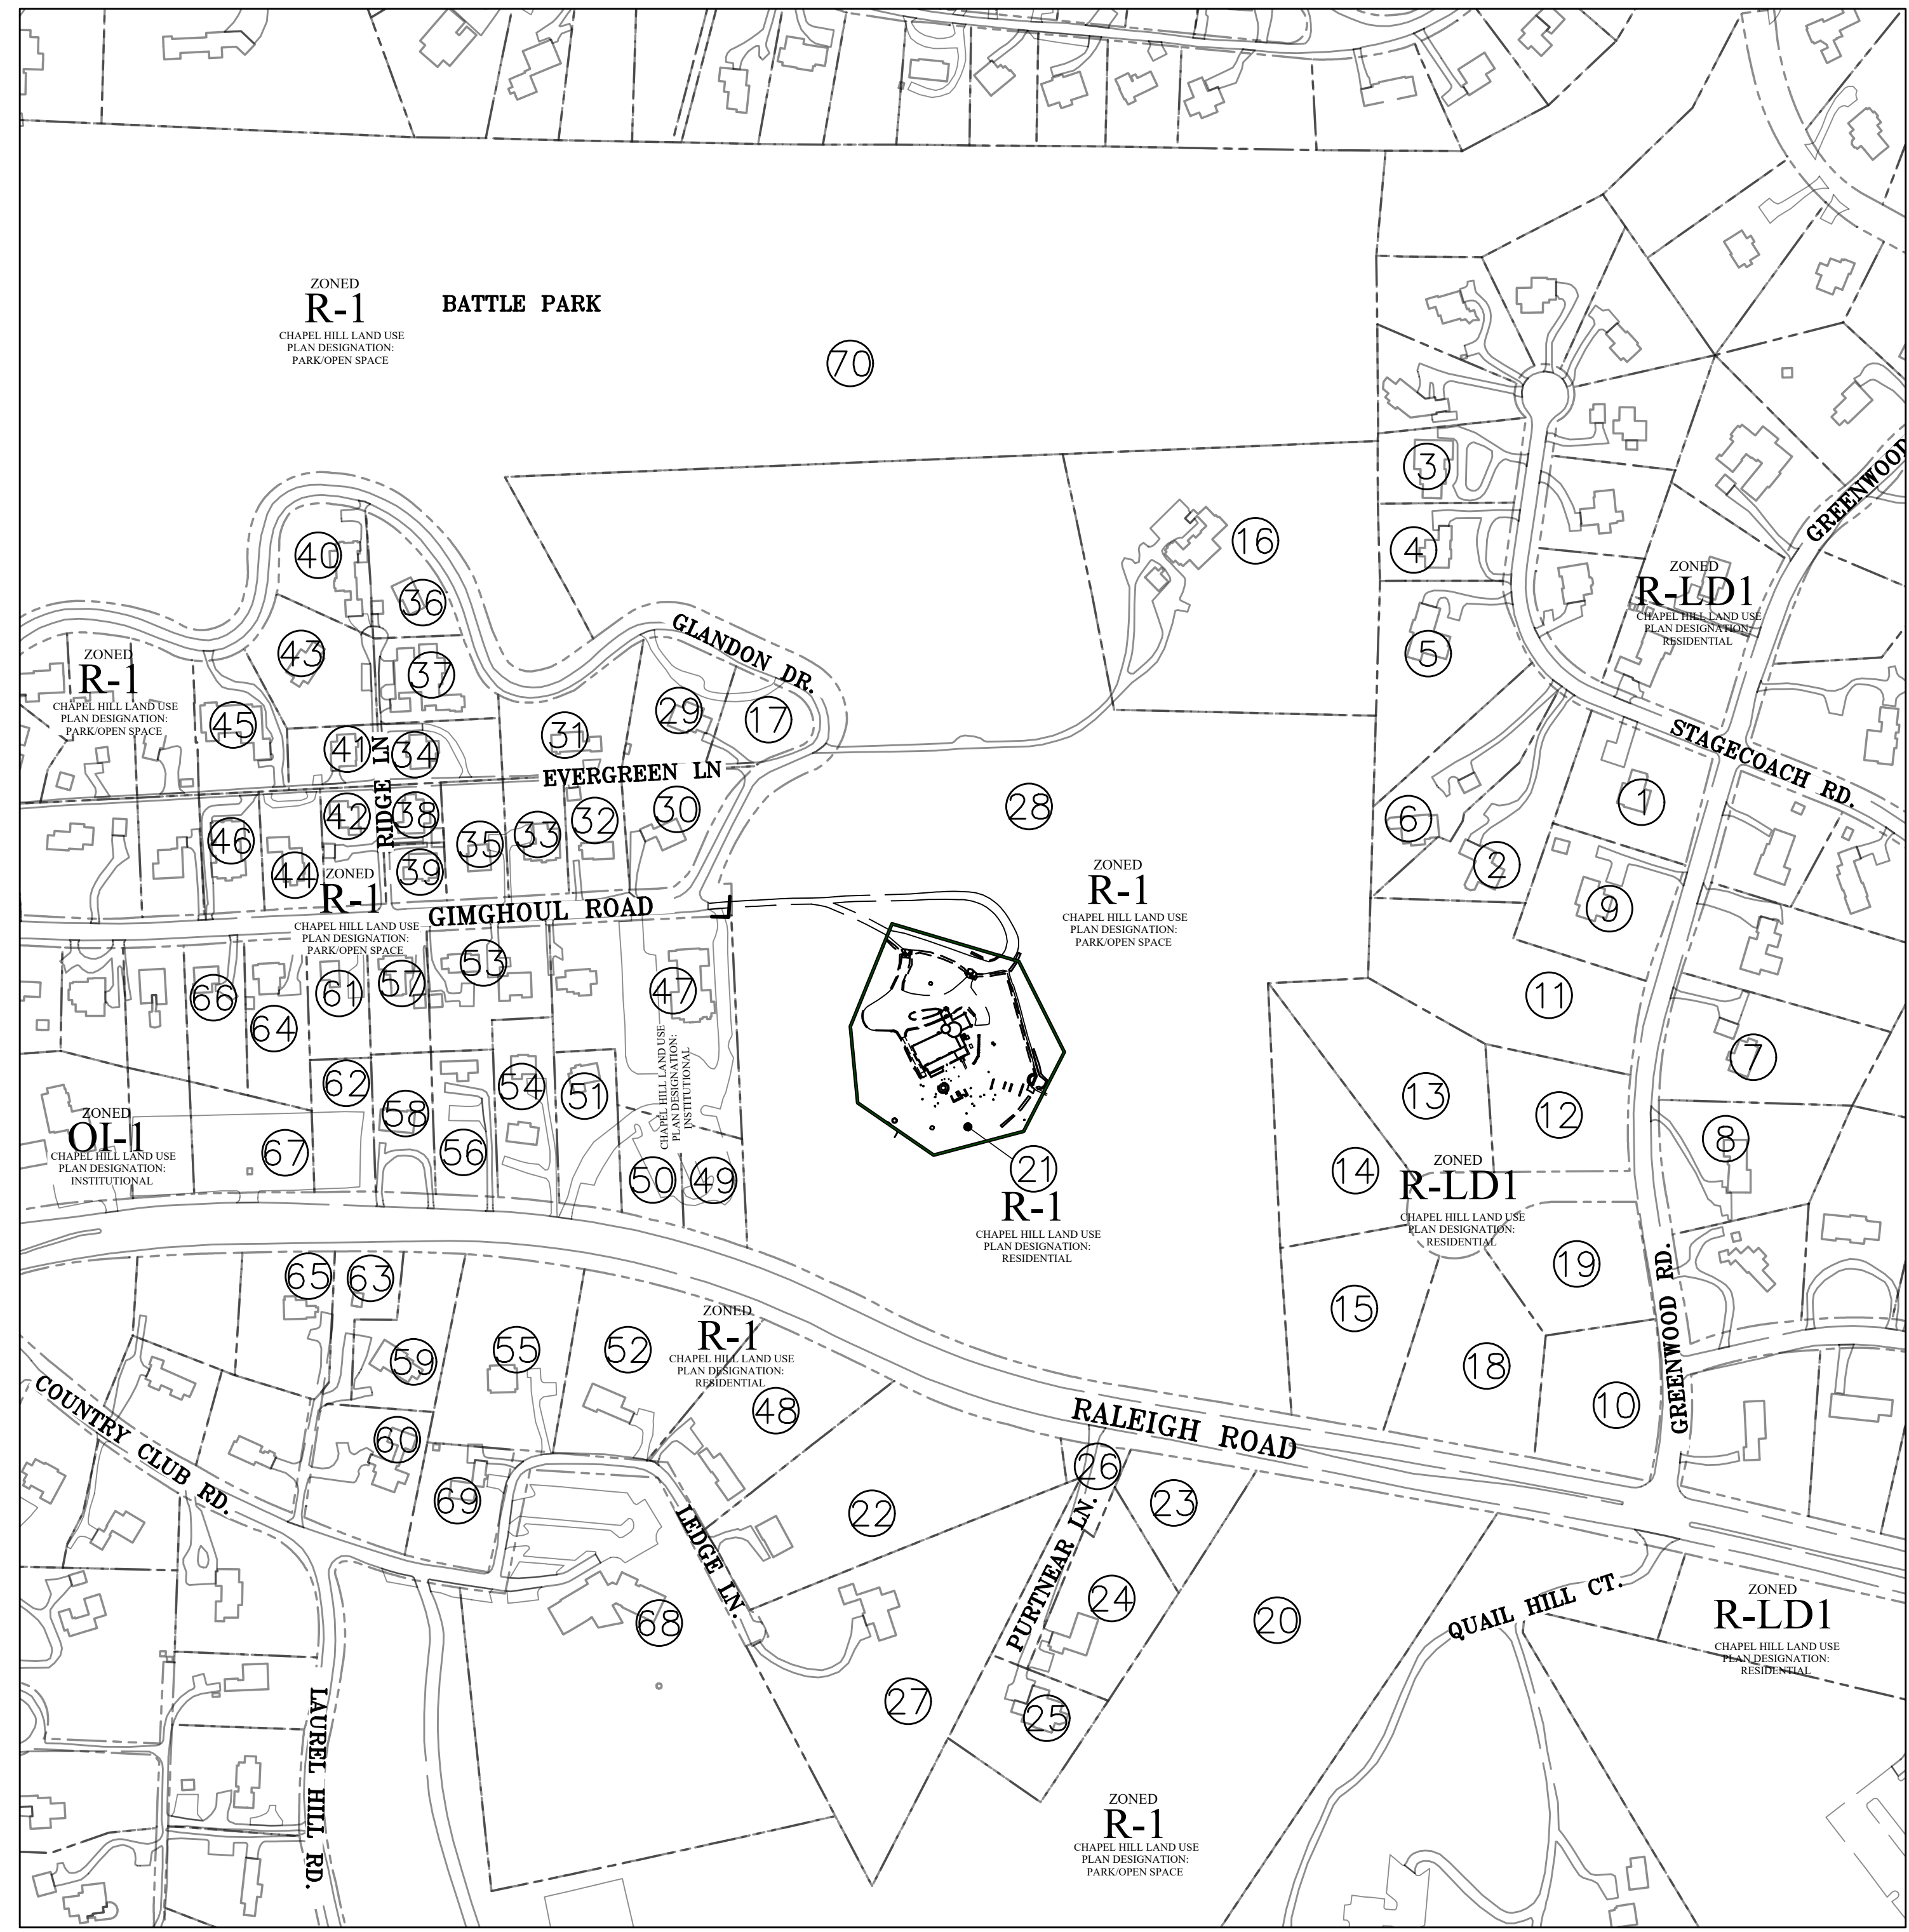 ZONED
R-1
CHAPEL HILL LAND USE
PLAN DESIGNATION:
PARK/OPEN SPACE
BATTLE PARK
70
3
GREENWOOD
16
4
40
ZONED
R-LD1
CHAPEL HILL LAND USE
PLAN DESIGNATION:
RESIDENTIAL
36
GLANDON DR.
43
5
ZONED
R-1
CHAPEL HILL LAND USE
PLAN DESIGNATION:
PARK/OPEN SPACE
37
45
29
17
31
41
RIDGE LN
34
STAGECOACH RD.
EVERGREEN LN
1
28
30
42
38
32
6
46
33
35
2
44
39
ZONED
R-1
CHAPEL HILL LAND USE
PLAN DESIGNATION:
PARK/OPEN SPACE
ZONED
R-1
CHAPEL HILL LAND USE
PLAN DESIGNATION:
PARK/OPEN SPACE
9
GIMGHOUL ROAD
53
57
61
66
47
11
64
7
CHAPEL HILL LAND USE
PLAN DESIGNATION:
INSTITUTIONAL
62
54
51
13
58
12
ZONED
OI-1
CHAPEL HILL LAND USE
PLAN DESIGNATION:
INSTITUTIONAL
67
56
8
50
49
21
R-1
CHAPEL HILL LAND USE
PLAN DESIGNATION:
RESIDENTIAL
14
ZONED
R-LD1
CHAPEL HILL LAND USE
PLAN DESIGNATION:
RESIDENTIAL
19
65
63
15
GREENWOOD RD.
ZONED
R-1
CHAPEL HILL LAND USE
PLAN DESIGNATION:
RESIDENTIAL
55
52
59
18
10
48
RALEIGH ROAD
COUNTRY CLUB RD.
60
26
69
22
23
LEDGE LN.
PURTNEAR LN.
24
68
20
QUAIL HILL CT.
ZONED
R-LD1
CHAPEL HILL LAND USE
PLAN DESIGNATION:
RESIDENTIAL
27
25
LAUREL HILL RD.
ZONED
R-1
CHAPEL HILL LAND USE
PLAN DESIGNATION:
PARK/OPEN SPACE